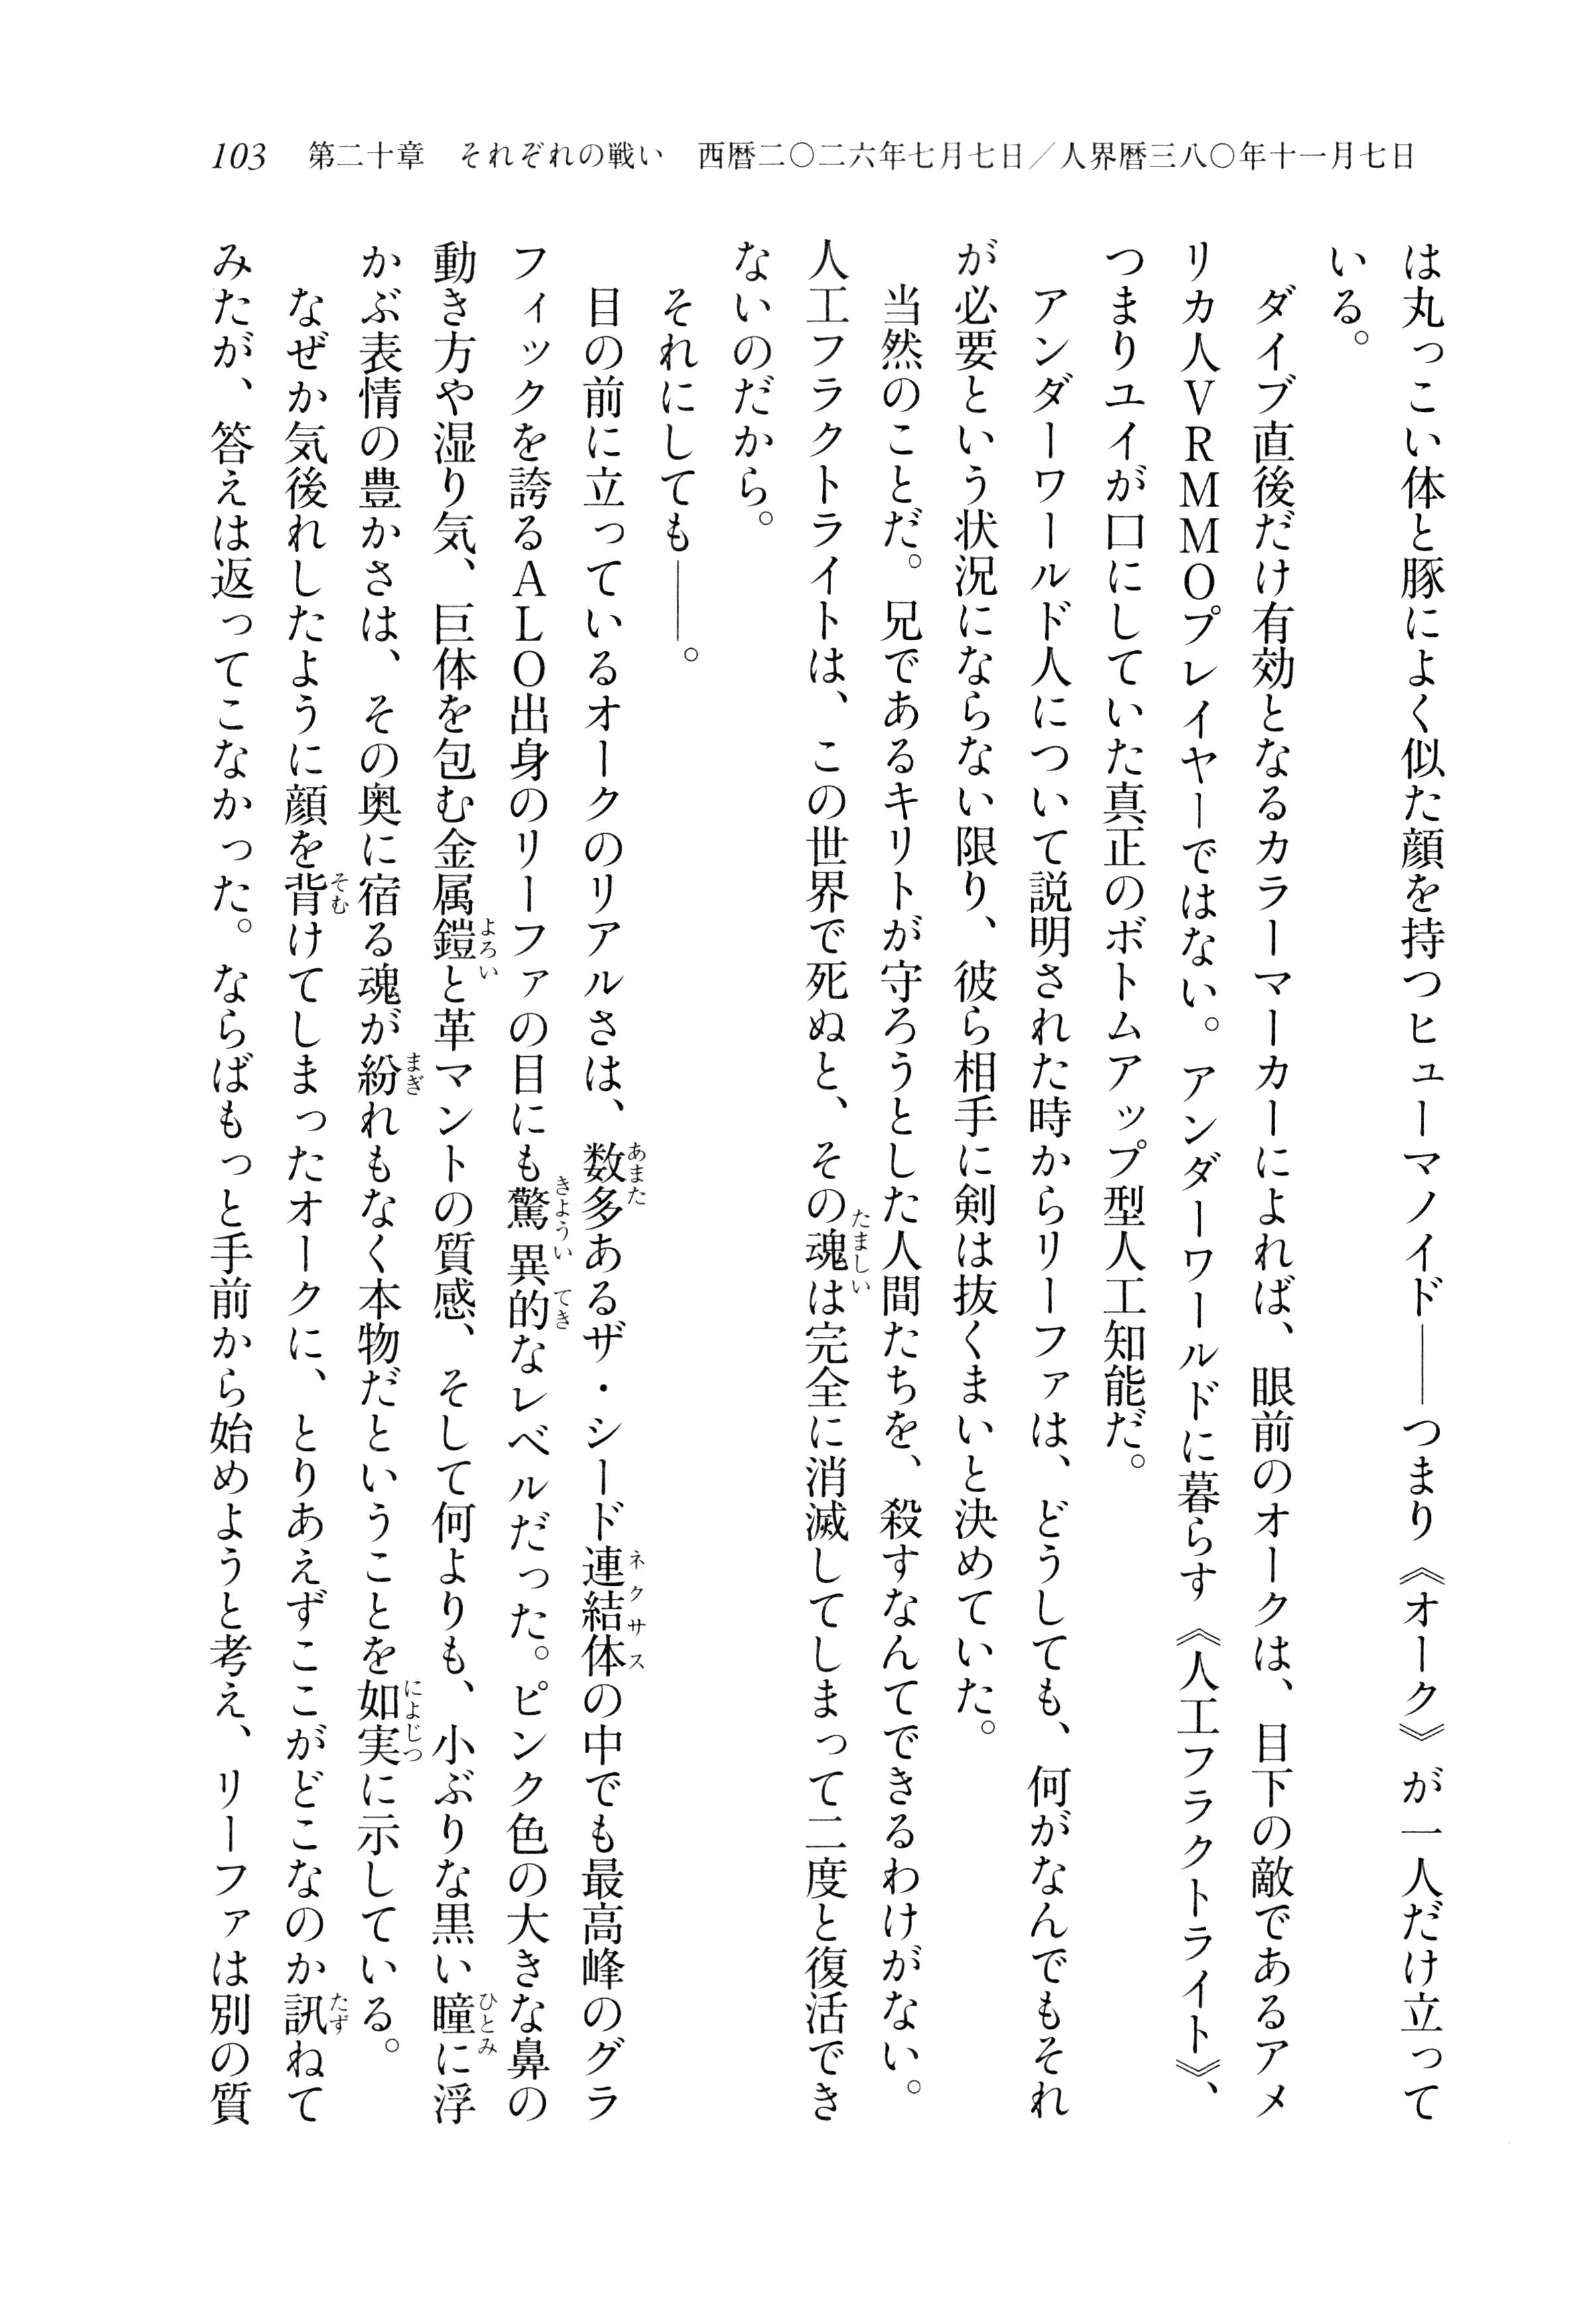 103 第二十章 それぞれの戦い 西暦二〇二六年七月七日／人界暦三八〇年十一月七日
は丸っこい体と豚によく似た顔を持つヒューマノイド――つまり《オーク》が一人だけ立って
いる。
ダイブ直後だけ有効となるカラーマーカーによれば、眼前のオークは、目下の敵であるアメ
リカ人ＶＲＭＭＯプレイヤーではない。アンダーワールドに暮らす《人工フラクトライト》、
つまりユイが口にしていた真正のボトムアップ型人工知能だ。
アンダーワールド人について説明された時からリーファは、どうしても、何がなんでもそれ
が必要という状況にならない限り、彼ら相手に剣は抜くまいと決めていた。
当然のことだ。兄であるキリトが守ろうとした人間たちを、殺すなんてできるわけがない。
人工フラクトライトは、この世界で死ぬと、その魂は完全に消滅してしまって二度と復活でき
ないのだから。
それにしても――。
目の前に立っているオークのリアルさは、数多あるザ・シード連結体の中でも最高峰のグラ
フィックを誇るＡＬＯ出身のリーファの目にも驚異的なレベルだった。ピンク色の大きな鼻の
動き方や湿り気、巨体を包む金属鎧と革マントの質感、そして何よりも、小ぶりな黒い瞳に浮
かぶ表情の豊かさは、その奥に宿る魂が紛れもなく本物だということを如実に示している。
なぜか気後れしたように顔を背けてしまったオークに、とりあえずここがどこなのか訊ねて
みたが、答えは返ってこなかった。ならばもっと手前から始めようと考え、リーファは別の質